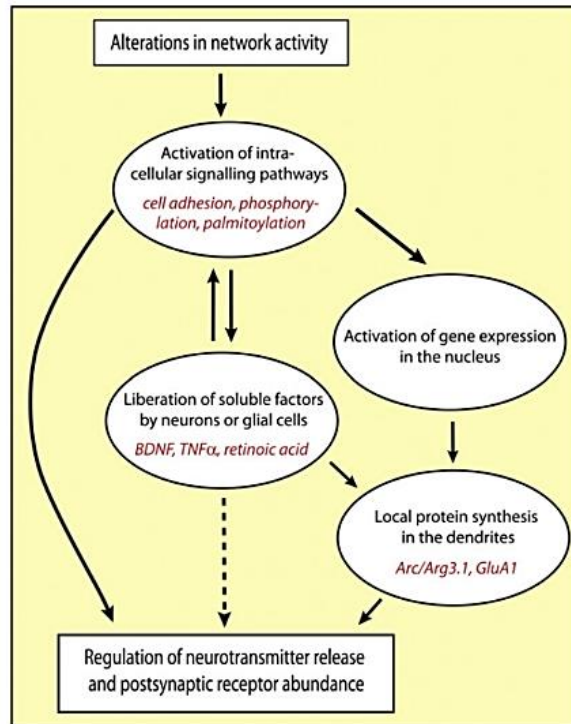 Alterations in network activity
Activation of intra-
cellular signalling pathways
cell adhesion, phosphory-
lation, palmitoylation
Activation of gene expression
in the nucleus
Liberation of soluble factors
by neurons or glial cells
BDNF, TNFα, retinoic acid
Local protein synthesis
in the dendrites
Arc/Arg3.1, GluA1
Regulation of neurotransmitter release
and postsynaptic receptor abundance